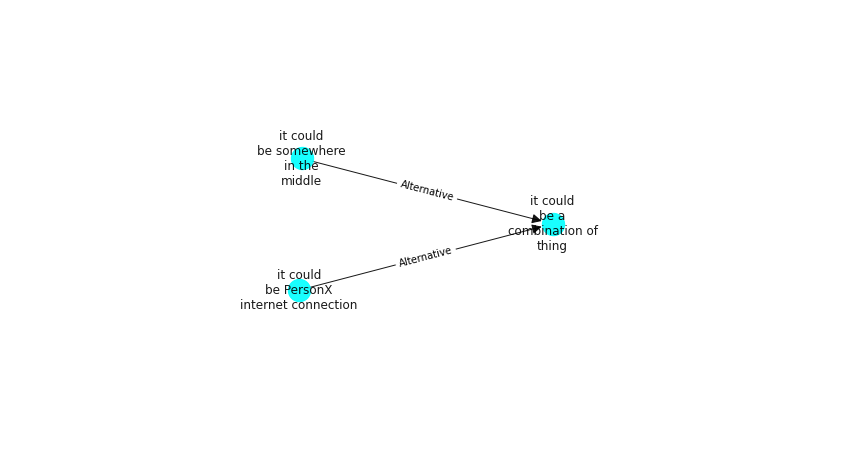 it could
be somewhere
in the
middle
Alternative
it could
be a
combination of
thing
Alternative
it could
be PersonX
internet connection